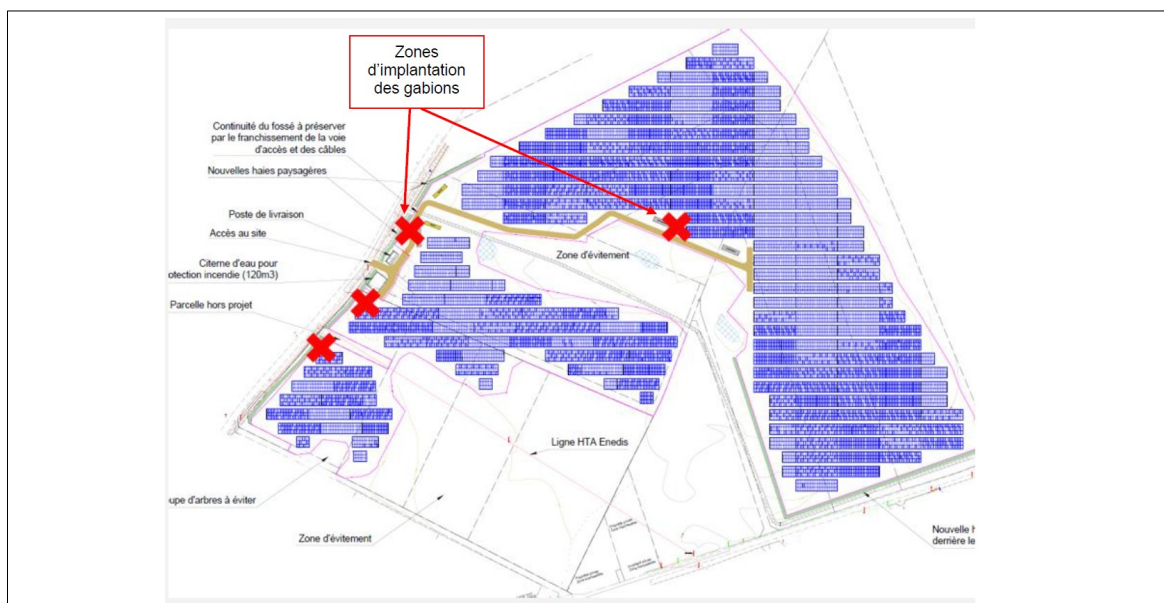 Zones
d'implantation
des gabions
Continuité du fossé à préserver
par le franchissement de la voie
d'accès et des câbles
Nouvelles haies paysagères
Poste de livraison
Accès au site
Citerne d'eau pour
otection incendie (120m3)
Parcelle hors projet
Zone d'évitement
Ligne HTA Enedis
upe d'arbres à éviter
Zone d'évitement
Nouvelle h
derrière le